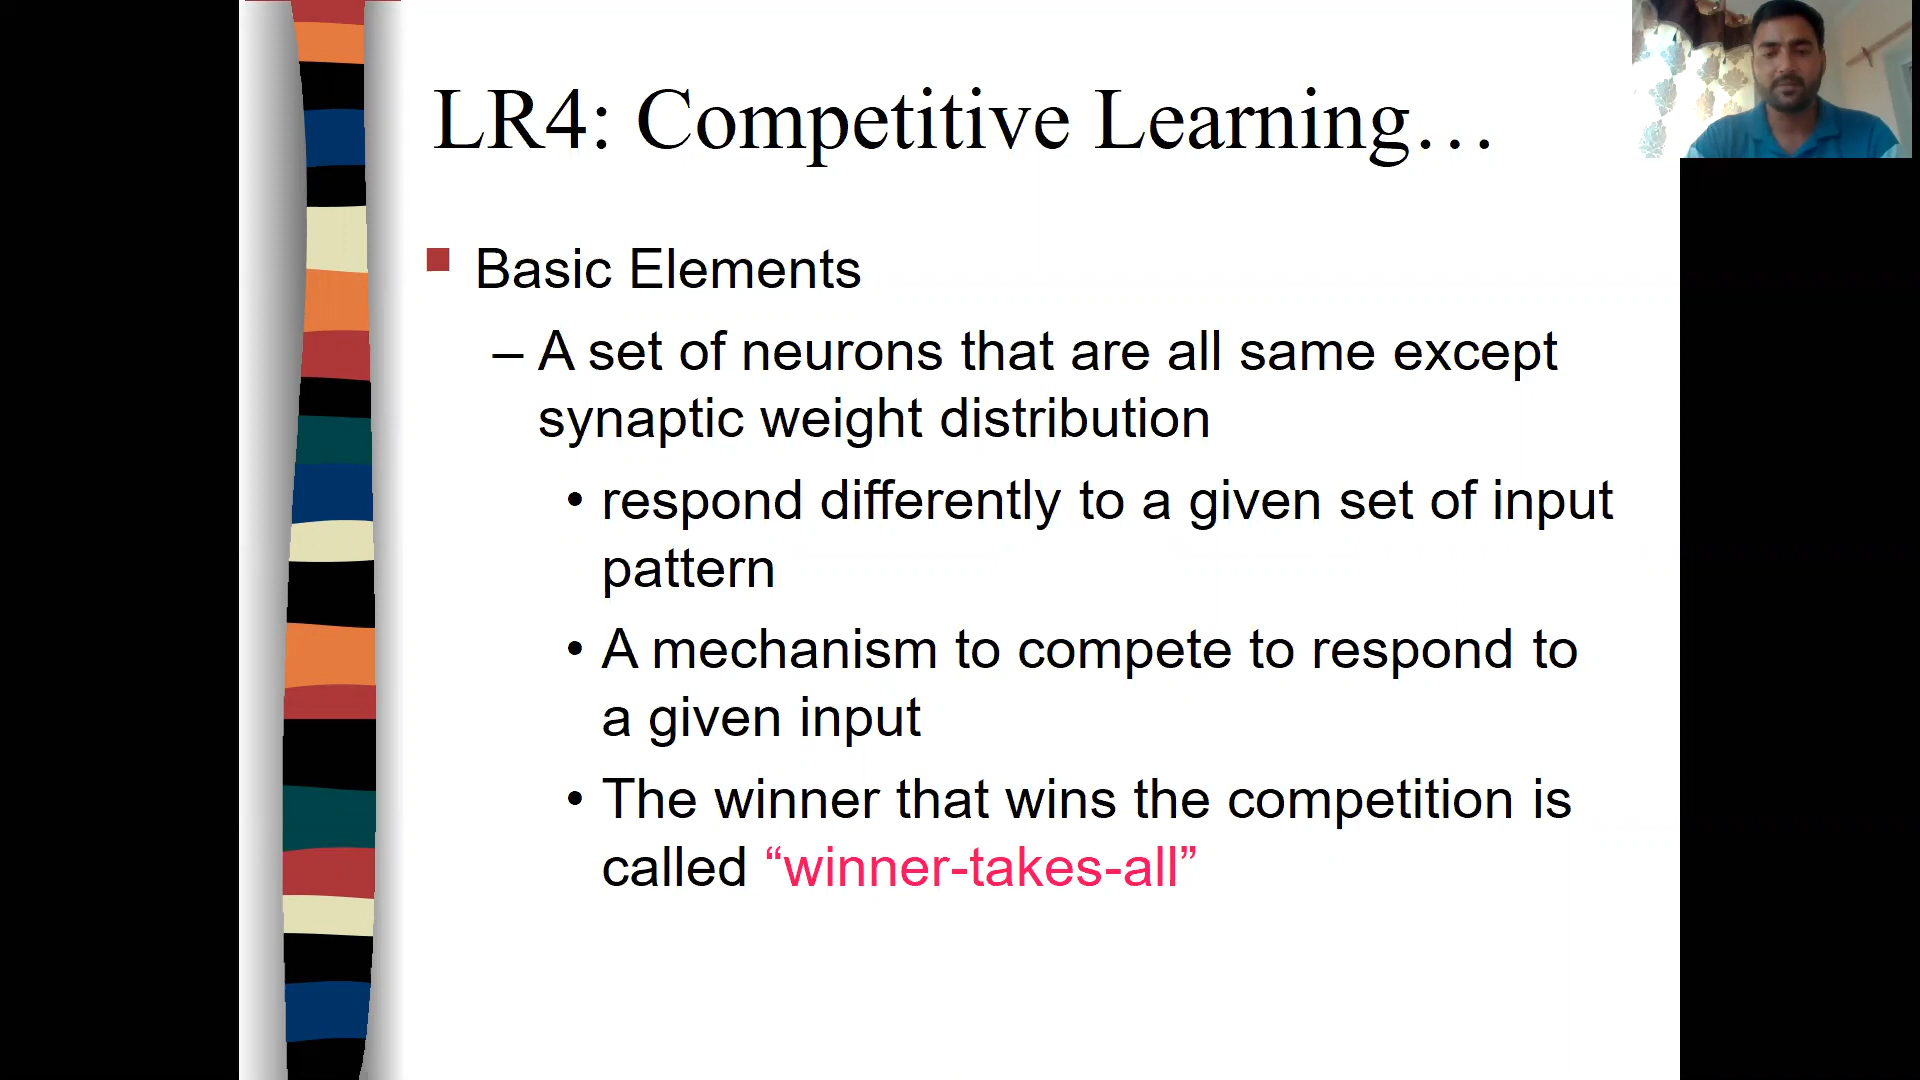 LR4: Competitive Learning…
Basic Elements
– A set of neurons that are all same except
synaptic weight distribution
• respond differently to a given set of input
pattern
• A mechanism to compete to respond to
a given input
• The winner that wins the competition is
called “winner-takes-all”